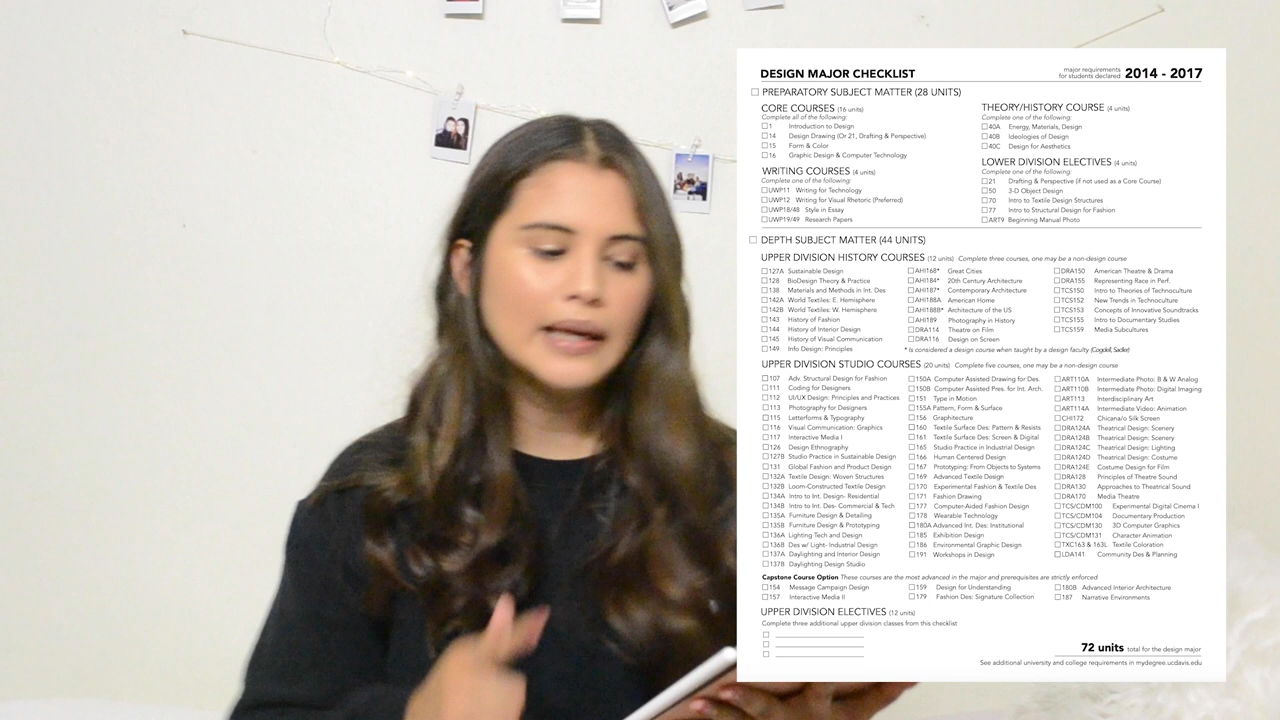 DESIGN MAJOR CHECKLIST
major requirements
for students declared 2014 - 2017
PREPARATORY SUBJECT MATTER (28 UNITS)
CORE COURSES (16 units)
Complete all of the following:
1 Introduction to Design
14 Design Drawing (Or 21, Drafting & Perspective)
15 Form & Color
16 Graphic Design & Computer Technology
WRITING COURSES (4 units)
Complete one of the following:
UWP11 Writing for Technology
UWP12 Writing for Visual Rhetoric (Preferred)
UWP18/48 Style in Essay
UWP19/49 Research Papers
THEORY/HISTORY COURSE (4 units)
Complete one of the following:
40A Energy, Materials, Design
40B Ideologies of Design
40C Design for Aesthetics
LOWER DIVISION ELECTIVES (4 units)
Complete one of the following:
21 Drafting & Perspective (if not used as a Core Course)
50 3-D Object Design
70 Intro to Textile Design Structures
77 Intro to Structural Design for Fashion
ART9 Beginning Manual Photo
DEPTH SUBJECT MATTER (44 UNITS)
UPPER DIVISION HISTORY COURSES (12 units) Complete three courses, one may be a non-design course
127A Sustainable Design
128 BioDesign Theory & Practice
138 Materials and Methods in Int. Des
142A World Textiles: E. Hemisphere
142B World Textiles: W. Hemisphere
143 History of Fashion
144 History of Interior Design
145 History of Visual Communication
149 Info Design: Principles
AHI168* Great Cities
AHI184* 20th Century Architecture
AHI187* Contemporary Architecture
AHI188A American Home
AHI188B* Architecture of the US
AHI189 Photography in History
DRA114 Theatre on Film
DRA116 Design on Screen
DRA150 American Theatre & Drama
DRA155 Representing Race in Perf.
TCS150 Intro to Theories of Technoculture
TCS152 New Trends in Technoculture
TCS153 Concepts of Innovative Soundtracks
TCS155 Intro to Documentary Studies
TCS159 Media Subcultures
* Is considered a design course when taught by a design faculty (Cogdell, Sadler)
UPPER DIVISION STUDIO COURSES (20 units) Complete five courses, one may be a non-design course
107 Adv. Structural Design for Fashion
111 Coding for Designers
112 UI/UX Design: Principles and Practices
113 Photography for Designers
115 Letterforms & Typography
116 Visual Communication: Graphics
117 Interactive Media I
126 Design Ethnography
127B Studio Practice in Sustainable Design
131 Global Fashion and Product Design
132A Textile Design: Woven Structures
132B Loom-Constructed Textile Design
134A Intro to Int. Design- Residential
134B Intro to Int. Des- Commercial & Tech
135A Furniture Design & Detailing
135B Furniture Design & Prototyping
136A Lighting Tech and Design
136B Des w/ Light- Industrial Design
137A Daylighting and Interior Design
137B Daylighting Design Studio
150A Computer Assisted Drawing for Des.
150B Computer Assisted Pres. for Int. Arch.
151 Type in Motion
155A Pattern, Form & Surface
156 Graphitecture
160 Textile Surface Des: Pattern & Resists
161 Textile Surface Des: Screen & Digital
165 Studio Practice in Industrial Design
166 Human Centered Design
167 Prototyping: From Objects to Systems
169 Advanced Textile Design
170 Experimental Fashion & Textile Des
171 Fashion Drawing
177 Computer-Aided Fashion Design
178 Wearable Technology
180A Advanced Int. Des: Institutional
185 Exhibition Design
186 Environmental Graphic Design
191 Workshops in Design
ART110A Intermediate Photo: B & W Analog
ART110B Intermediate Photo: Digital Imaging
ART113 Interdisciplinary Art
ART114A Intermediate Video: Animation
CHI172 Chicana/o Silk Screen
DRA124A Theatrical Design: Scenery
DRA124B Theatrical Design: Scenery
DRA124C Theatrical Design: Lighting
DRA124D Theatrical Design: Costume
DRA124E Costume Design for Film
DRA128 Principles of Theatre Sound
DRA130 Approaches to Theatrical Sound
DRA170 Media Theatre
TCS/CDM100 Experimental Digital Cinema I
TCS/CDM104 Documentary Production
TCS/CDM130 3D Computer Graphics
TCS/CDM131 Character Animation
TXC163 & 163L Textile Coloration
LDA141 Community Des & Planning
Capstone Course Option These courses are the most advanced in the major and prerequisites are strictly enforced
154 Message Campaign Design
157 Interactive Media II
159 Design for Understanding
179 Fashion Des: Signature Collection
180B Advanced Interior Architecture
187 Narrative Environments
UPPER DIVISION ELECTIVES (12 units)
Complete three additional upper division classes from this checklist
72 units total for the design major
See additional university and college requirements in mydegree.ucdavis.edu